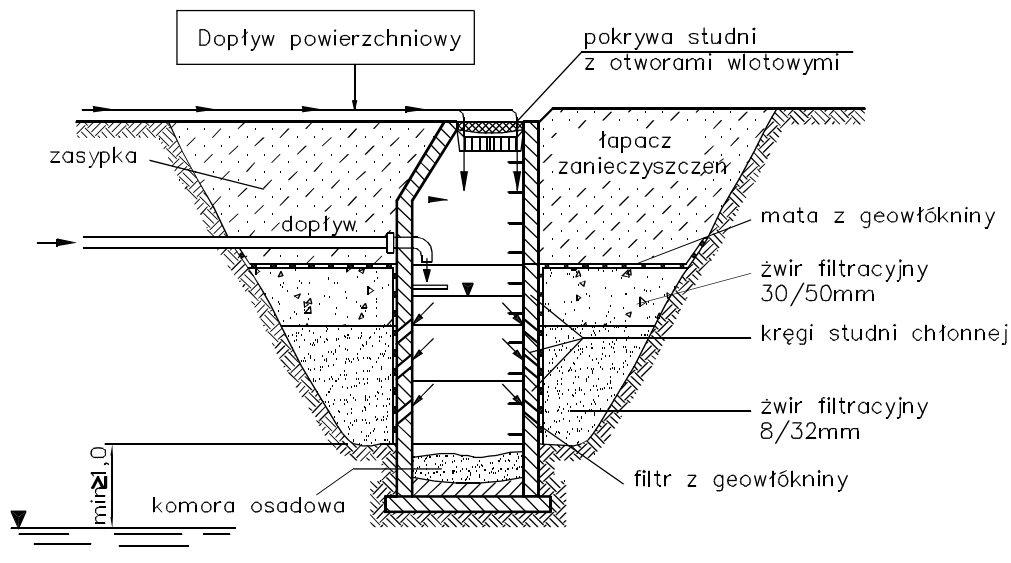 Dopływ powierzchniowy
pokrywa studni
z otworami wlotowymi
zasypka
łapacz
zanieczyszczeń
dopływ
mata z geowłókniny
żwir filtracyjny
30/50mm
kręgi studni chłonnej
żwir filtracyjny
8/32mm
filtr z geowłókniny
komora osadowa
min≥1,0